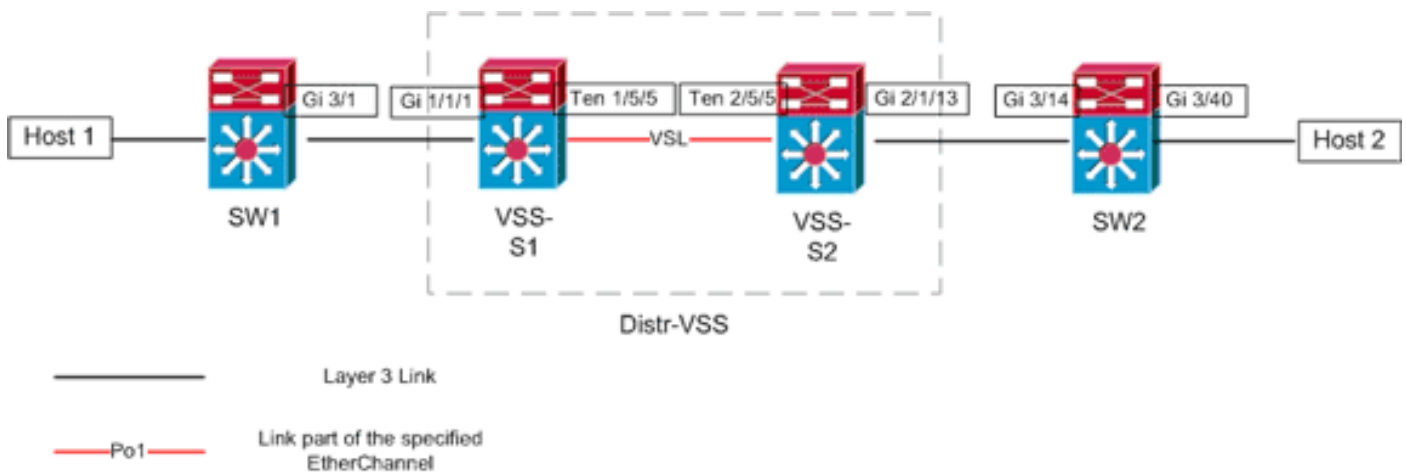 Host 1
Gi 3/1
Gi 1/1/1
Ten 1/5/5
Ten 2/5/5
Gi 2/1/13
Gi 3/14
Gi 3/40
Host 2
VSL
SW1
VSS-
S1
VSS-
S2
SW2
Distr-VSS
Layer 3 Link
Po1
Link part of the specified
EtherChannel